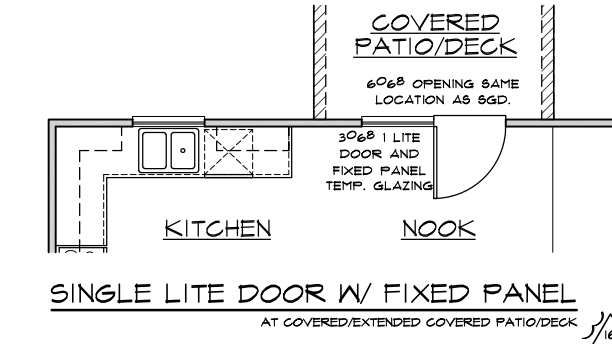 COVERED
PATIO/DECK
6068 OPENING SAME
LOCATION AS SGD.
3068 1 LITE
DOOR AND
FIXED PANEL
TEMP. GLAZING
KITCHEN
NOOK
SINGLE LITE DOOR W/ FIXED PANEL
AT COVERED/EXTENDED COVERED PATIO/DECK